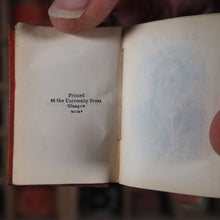 Printed
at the University Press
Glasgow